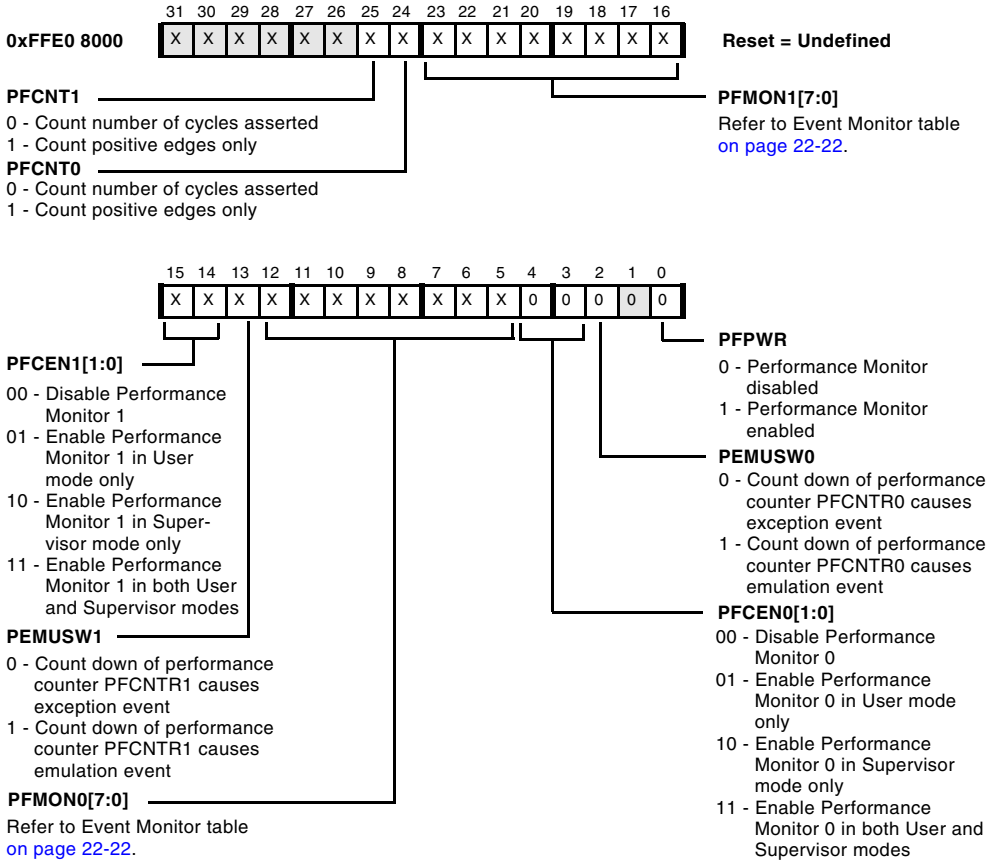 31 30 29 28 27 26 25 24 23 22 21 20 19 18 17 16
0xFFE0 8000 X X X X X X X X X X X X X X X X Reset = Undefined
PFCNT1
0 - Count number of cycles asserted
1 - Count positive edges only
PFCNT0
0 - Count number of cycles asserted
1 - Count positive edges only
PFMON1[7:0]
Refer to Event Monitor table
on page 22-22.
15 14 13 12 11 10 9 8 7 6 5 4 3 2 1 0
X X X X X X X X X X X 0 0 0 0 0
PFCEN1[1:0]
00 - Disable Performance
Monitor 1
01 - Enable Performance
Monitor 1 in User
mode only
10 - Enable Performance
Monitor 1 in Super-
visor mode only
11 - Enable Performance
Monitor 1 in both User
and Supervisor modes
PEMUSW1
0 - Count down of performance
counter PFCNTR1 causes
exception event
1 - Count down of performance
counter PFCNTR1 causes
emulation event
PFMON0[7:0]
Refer to Event Monitor table
on page 22-22.
PFPWR
0 - Performance Monitor
disabled
1 - Performance Monitor
enabled
PEMUSW0
0 - Count down of performance
counter PFCNTR0 causes
exception event
1 - Count down of performance
counter PFCNTR0 causes
emulation event
PFCEN0[1:0]
00 - Disable Performance
Monitor 0
01 - Enable Performance
Monitor 0 in User mode
only
10 - Enable Performance
Monitor 0 in Supervisor
mode only
11 - Enable Performance
Monitor 0 in both User and
Supervisor modes